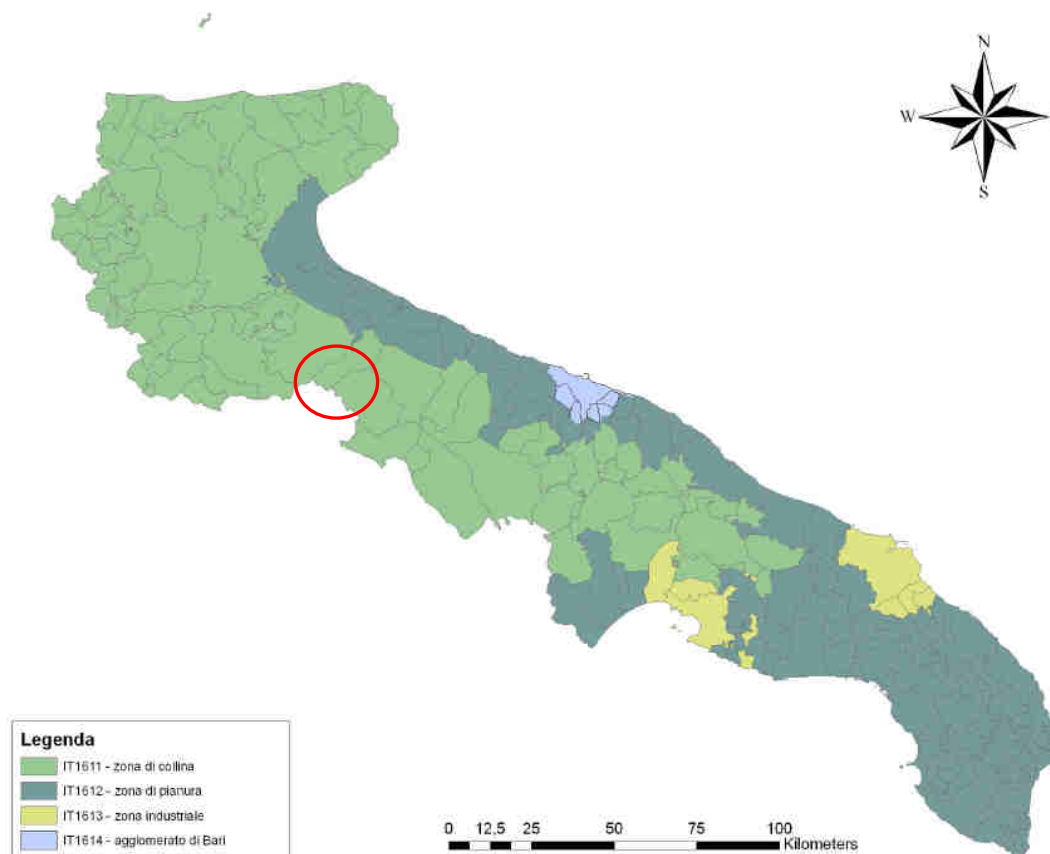 N
W
S
Legenda
IT1611 - zona di collina
IT1612 - zona di pianura
IT1613 - zona industriale
IT1614 - agglomerato di Bari
0 12,5 25 50 75 100
Kilometers